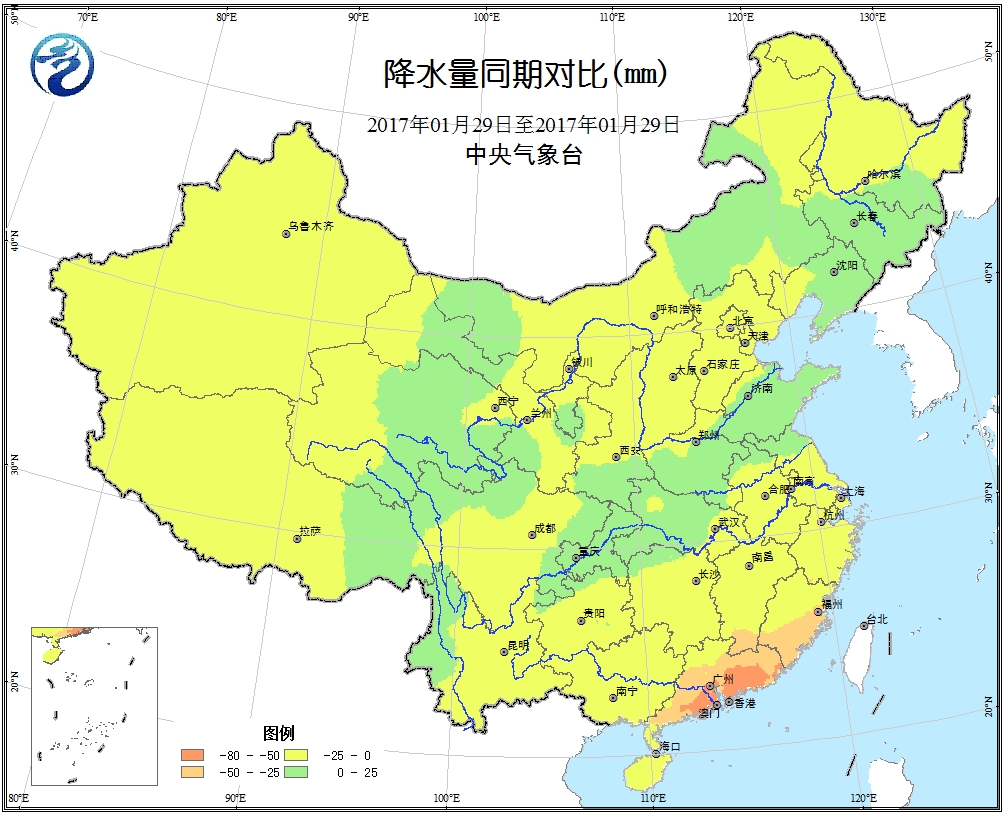 50°N
70°E
80°E
90°E
100°E
110°E
120°E
130°E
50°N
降水量同期对比(mm)
2017年01月29日至2017年01月29日
中央气象台
哈尔滨
长春
乌鲁木齐
40°N
沈阳
40°N
呼和浩特
北京
天津
银川
石家庄
太原
济南
西宁
兰州
郑州
西安
30°N
南京
合肥
上海
30°N
杭州
武汉
成都
拉萨
重庆
南昌
长沙
福州
贵阳
台北
昆明
20°N
广州
南宁
香港
澳门
20°N
图例
海口
-80 - -50
-25 - 0
-50 - -25
0 - 25
80°E
90°E
100°E
110°E
120°E